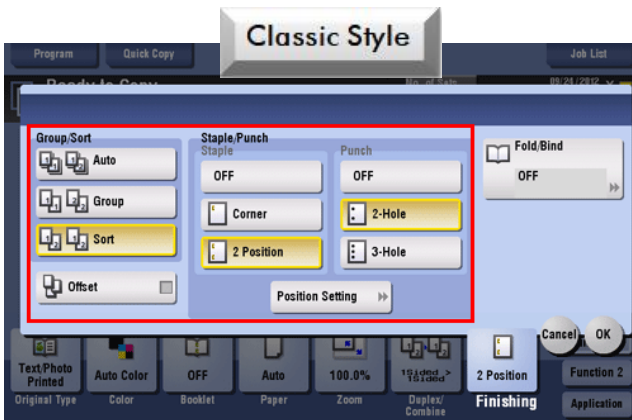 Classic Style
Program
Quick Copy
Job List
Ready to Copy
No. of Sets
09/24/2012
Group/Sort
Auto
Group
Sort
Offset
Staple/Punch
Staple
OFF
Corner
2 Position
Punch
OFF
2-Hole
3-Hole
Position Setting
Fold/Bind
OFF
Cancel
OK
Text/Photo
Printed
Original Type
Auto Color
Color
OFF
Booklet
Auto
Paper
100.0%
Zoom
1Sided >
1Sided
Duplex/
Combine
2 Position
Finishing
Function 2
Application